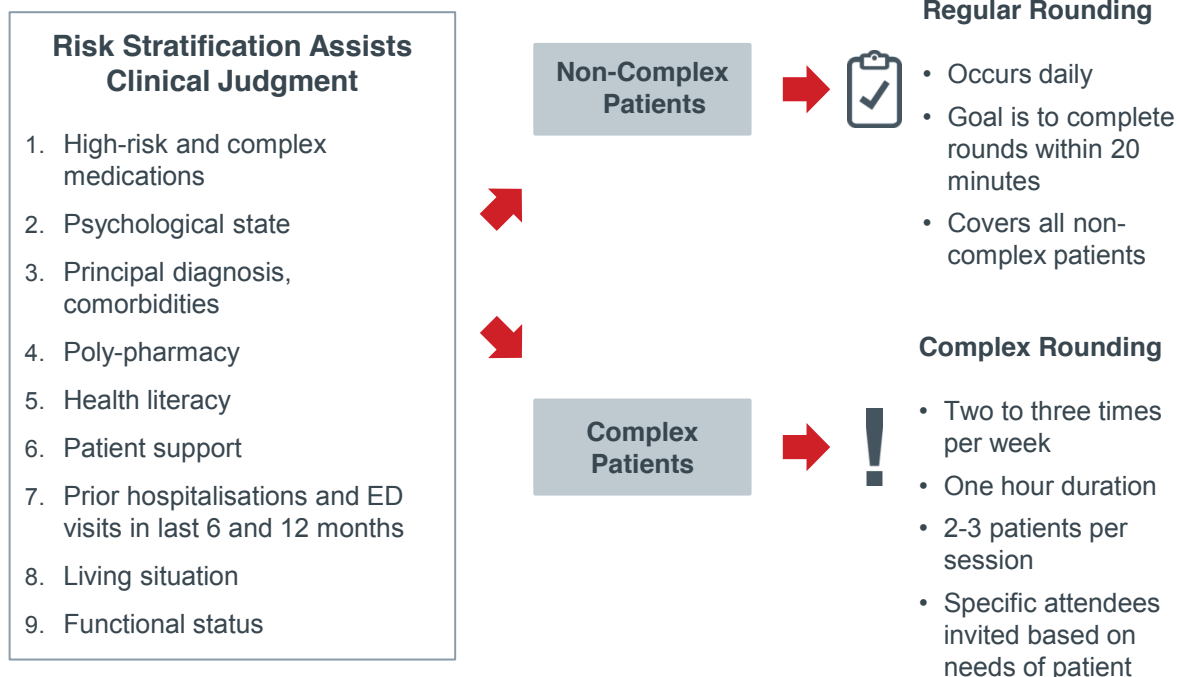 Risk Stratification Assists
Clinical Judgment
1. High-risk and complex
medications
2. Psychological state
3. Principal diagnosis,
comorbidities
4. Poly-pharmacy
5. Health literacy
6. Patient support
7. Prior hospitalisations and ED
visits in last 6 and 12 months
8. Living situation
9. Functional status
Non-Complex
Patients
Regular Rounding
• Occurs daily
• Goal is to complete
rounds within 20
minutes
• Covers all non-
complex patients
Complex
Patients
Complex Rounding
• Two to three times
per week
• One hour duration
• 2-3 patients per
session
• Specific attendees
invited based on
needs of patient